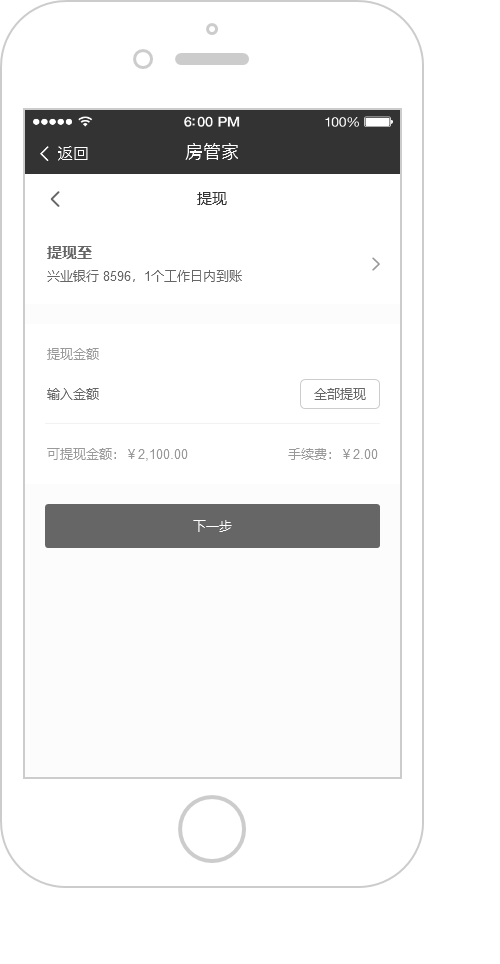 6:00 PM 100%
返回 房管家
提现
提现至
兴业银行 8596，1个工作日内到账
提现金额
输入金额 全部提现
可提现金额：￥2,100.00 手续费：￥2.00
下一步